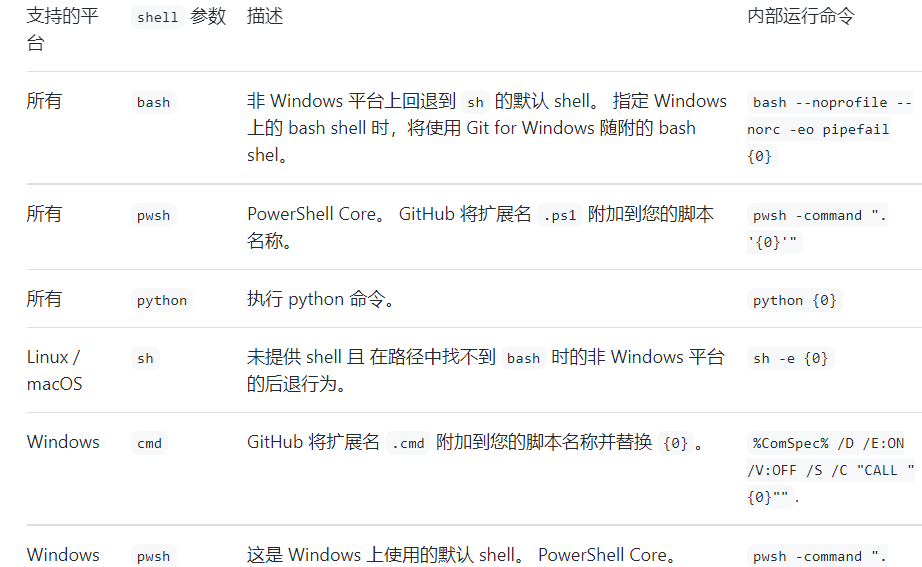 支持的平台 shell 参数 描述 内部运行命令
所有 bash 非 Windows 平台上回退到 sh 的默认 shell。 指定 Windows
上的 bash shell 时，将使用 Git for Windows 随附的 bash
shel。
bash --noprofile --
norc -eo pipefail
{0}
所有 pwsh PowerShell Core。 GitHub 将扩展名 .ps1 附加到您的脚本
名称。
pwsh -command ".
'{0}'"
所有 python 执行 python 命令。 python {0}
Linux /
macOS
sh 未提供 shell 且 在路径中找不到 bash 时的非 Windows 平台
的后退行为。
sh -e {0}
Windows cmd GitHub 将扩展名 .cmd 附加到您的脚本名称并替换 {0} 。
%ComSpec% /D /E:ON
/V:OFF /S /C "CALL "
{0}"" .
Windows pwsh 这是 Windows 上使用的默认 shell。 PowerShell Core。 pwsh -command ".